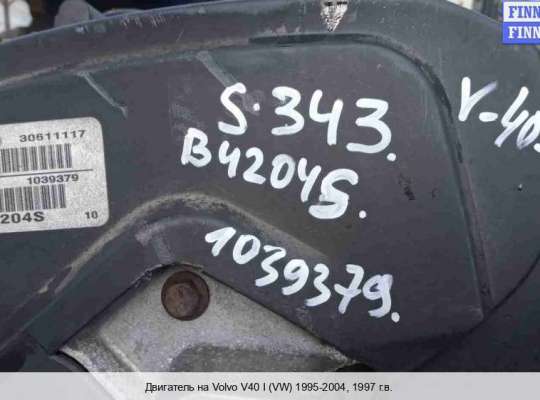 FINN
FINN
30611117
1039379
204S 10
S.343.
B4204S.
1039379.
V-40
Двигатель на Volvo V40 I (VW) 1995-2004, 1997 г.в.